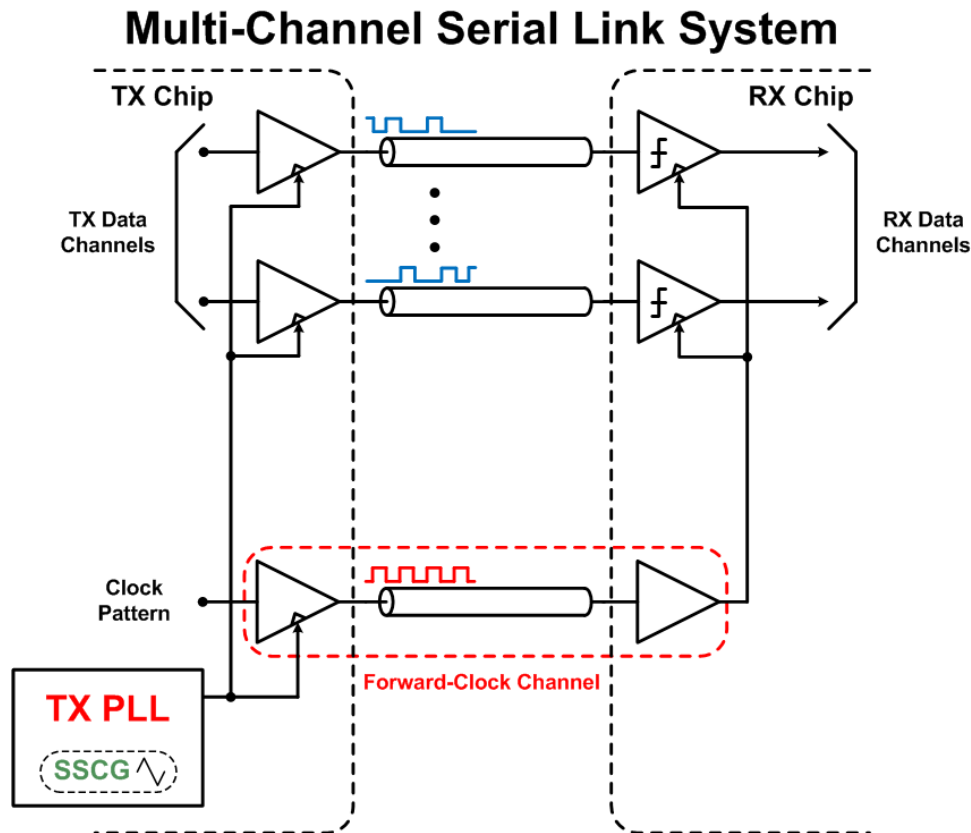 Multi-Channel Serial Link System
TX Chip
RX Chip
TX Data
Channels
RX Data
Channels
Clock
Pattern
Forward-Clock Channel
TX PLL
SSCG